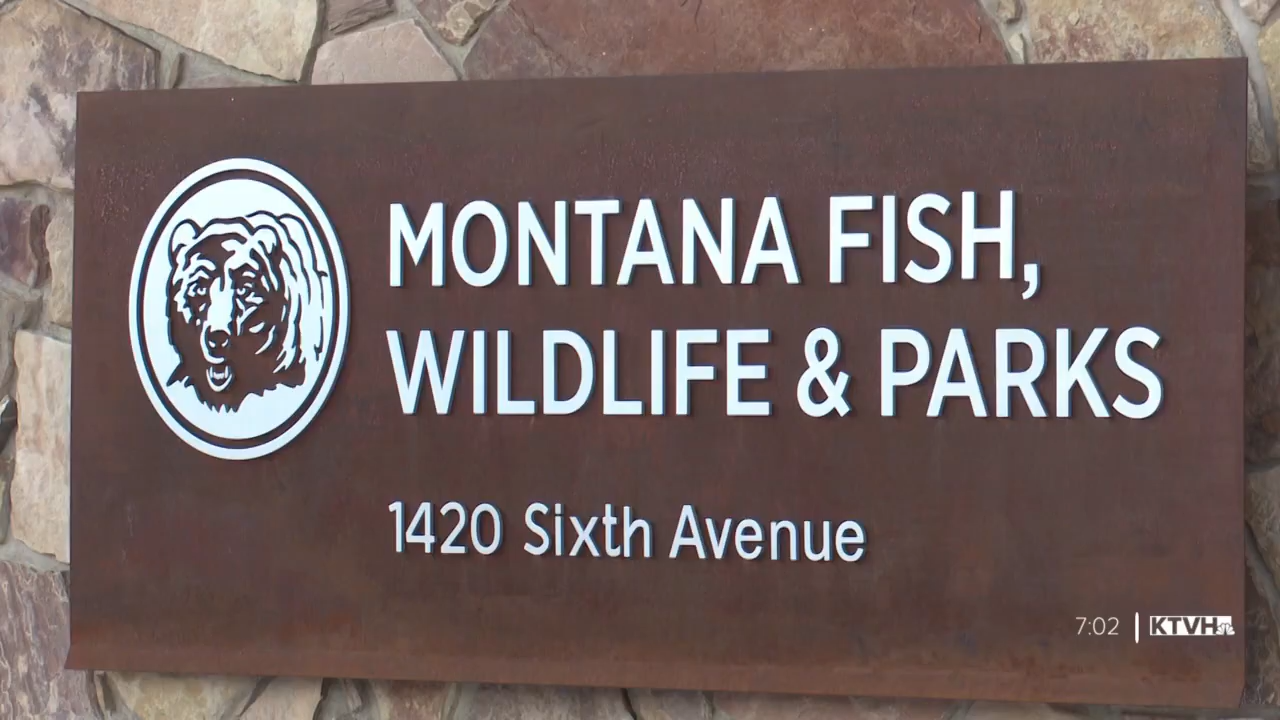 MONTANA FISH,
WILDLIFE & PARKS
1420 Sixth Avenue
7:02 | KTVH